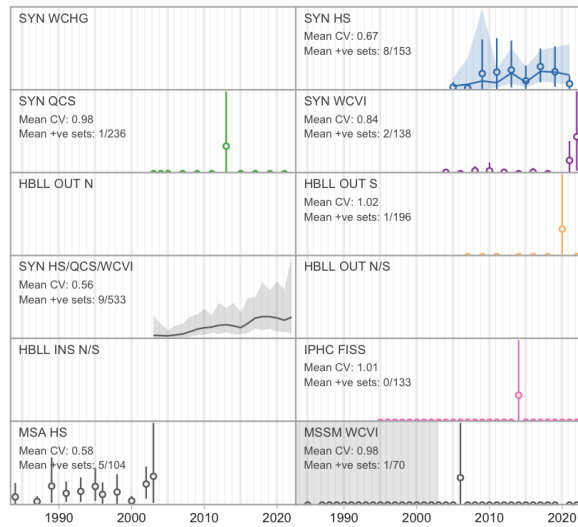 SYN WCHG
SYN HS
Mean CV: 0.67
Mean +ve sets: 8/153
SYN QCS
Mean CV: 0.98
Mean +ve sets: 1/236
SYN WCVI
Mean CV: 0.84
Mean +ve sets: 2/138
HBLL OUT N
HBLL OUT S
Mean CV: 1.02
Mean +ve sets: 1/196
SYN HS/QCS/WCVI
Mean CV: 0.56
Mean +ve sets: 9/533
HBLL OUT N/S
HBLL INS N/S
IPHC FISS
Mean CV: 1.01
Mean +ve sets: 0/133
MSA HS
Mean CV: 0.58
Mean +ve sets: 5/104
MSSM WCVI
Mean CV: 0.98
Mean +ve sets: 1/70
1990 2000 2010 2020 1990 2000 2010 2020